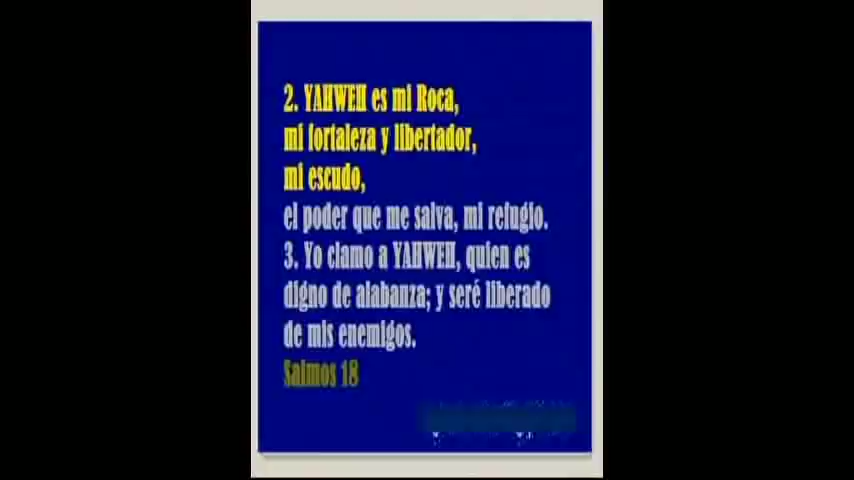 2. YAHWEH es mi Roca,
mi fortaleza y libertador,
mi escudo,
el poder que me salva, mi refugio.
3. Yo clamo a YAHWEH, quien es
digno de alabanza; y seré liberado
de mis enemigos.
Salmos 18